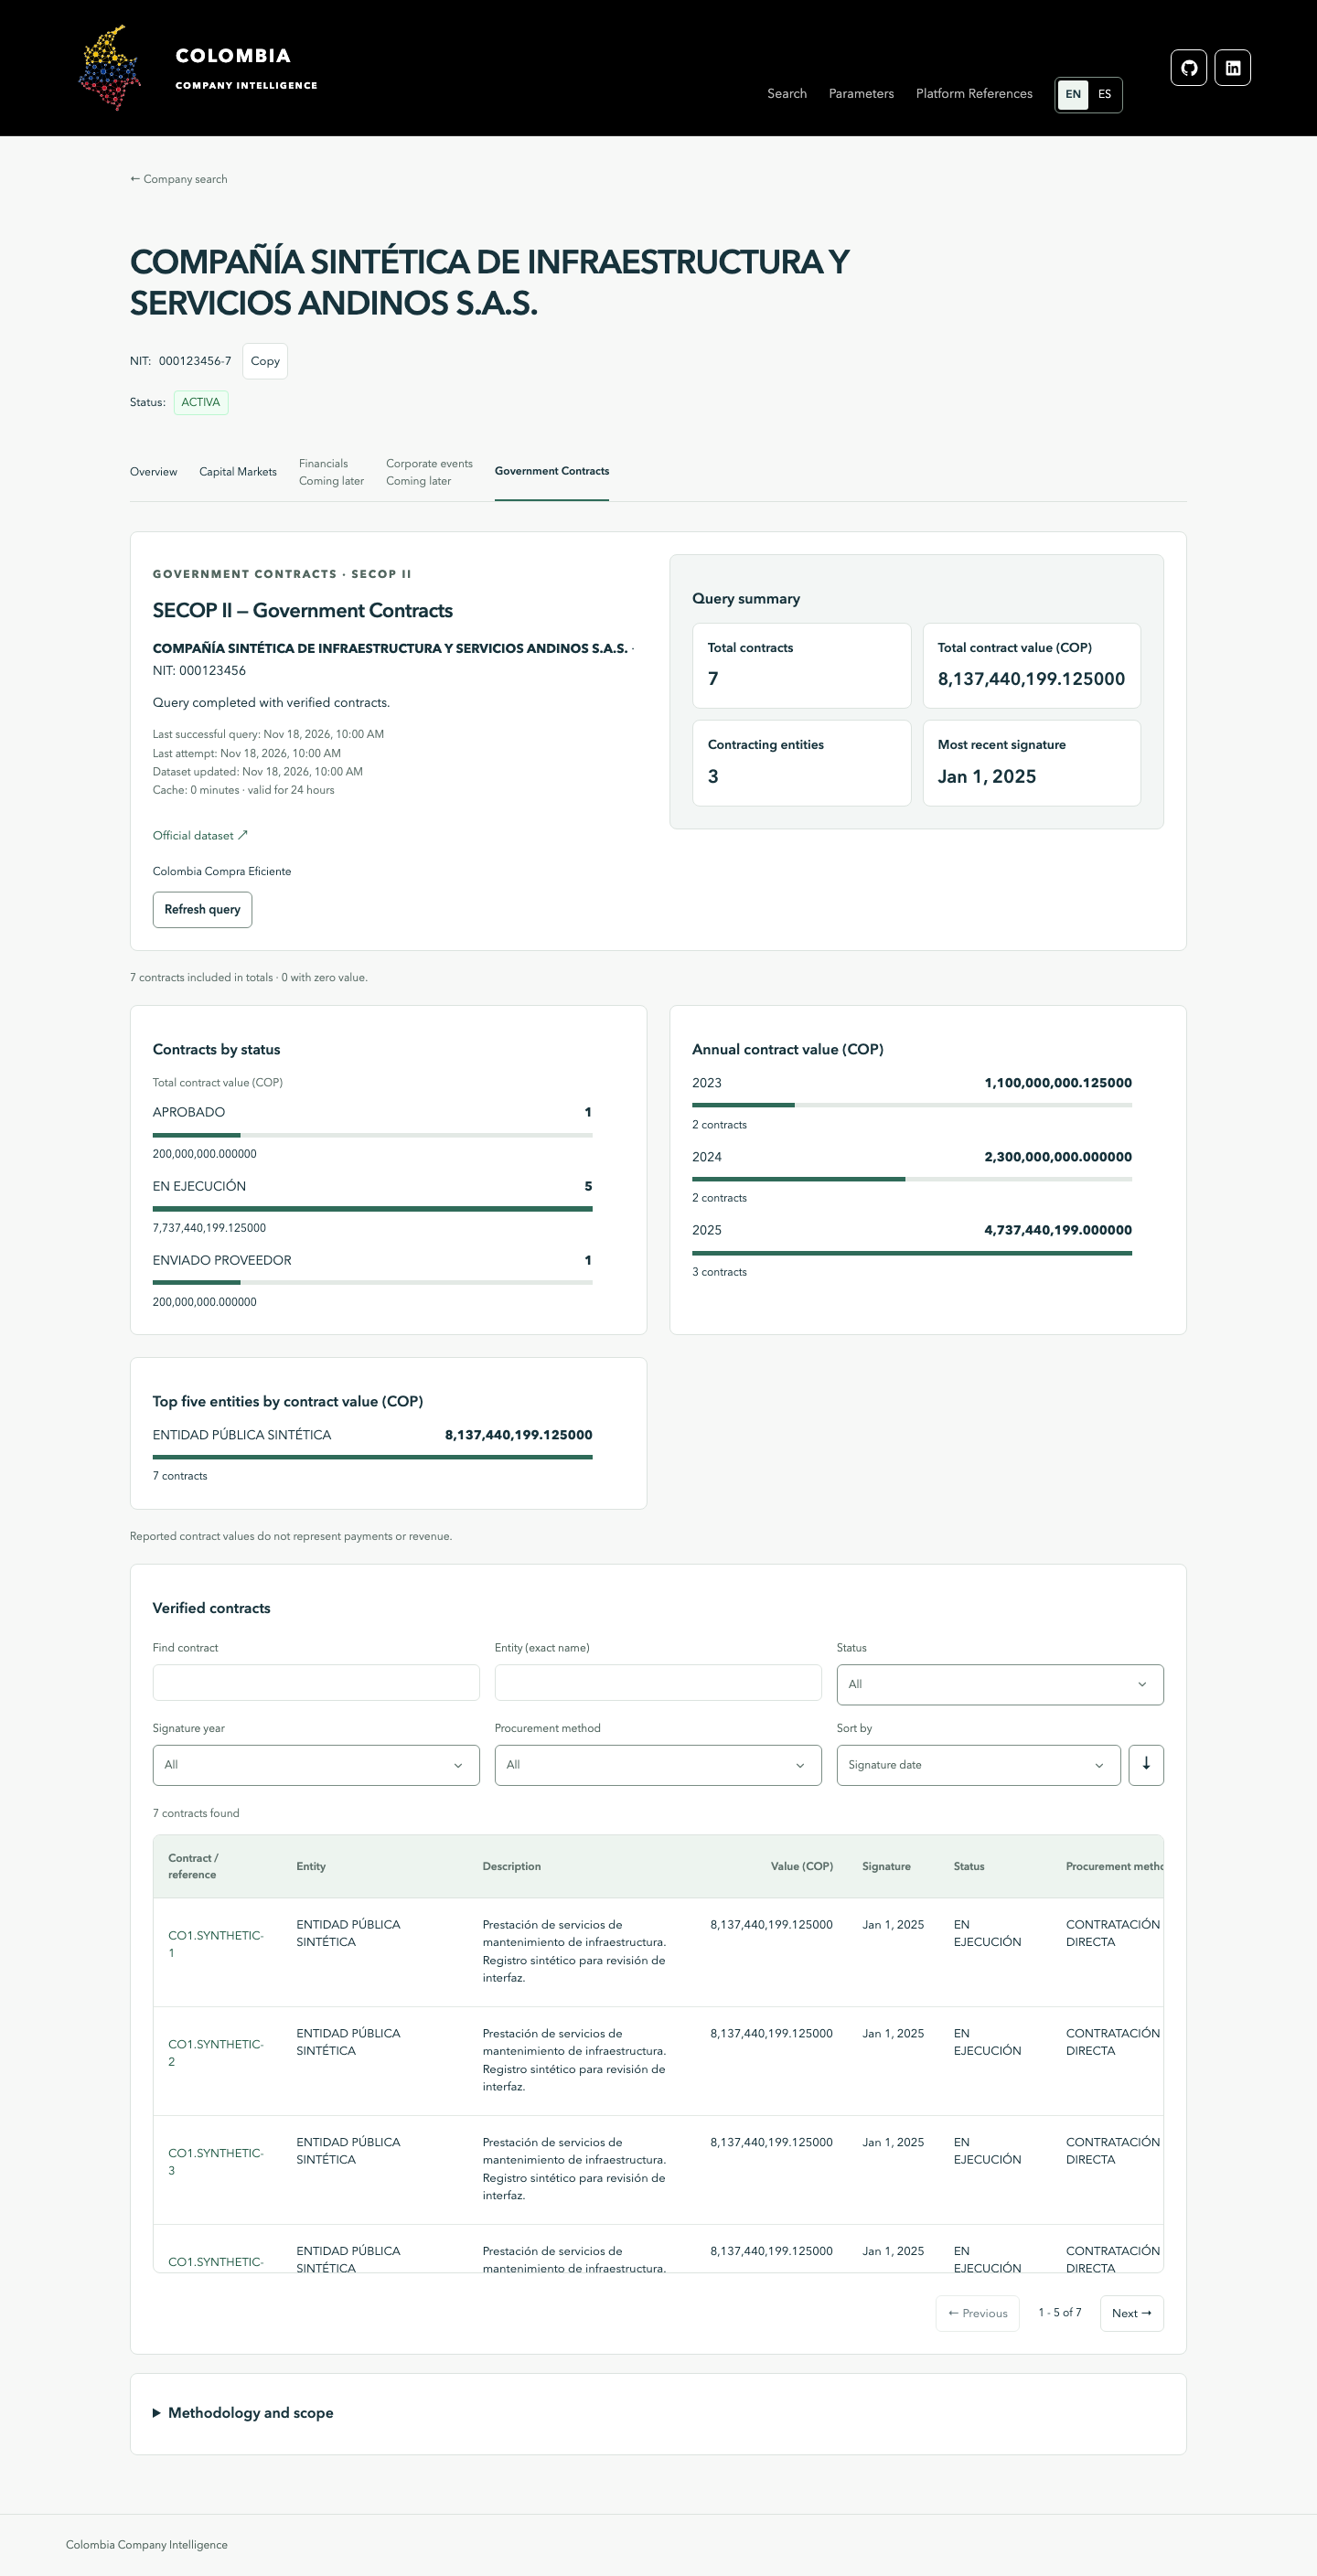 COLOMBIA
COMPANY INTELLIGENCE
Search Parameters Platform References EN ES
← Company search
COMPAÑÍA SINTÉTICA DE INFRAESTRUCTURA Y
SERVICIOS ANDINOS S.A.S.
NIT: 000123456-7 Copy
Status: ACTIVA
Overview
Capital Markets
Financials
Coming later
Corporate events
Coming later
Government Contracts
GOVERNMENT CONTRACTS · SECOP II
SECOP II – Government Contracts
COMPAÑÍA SINTÉTICA DE INFRAESTRUCTURA Y SERVICIOS ANDINOS S.A.S. ·
NIT: 000123456
Query completed with verified contracts.
Last successful query: Nov 18, 2026, 10:00 AM
Last attempt: Nov 18, 2026, 10:00 AM
Dataset updated: Nov 18, 2026, 10:00 AM
Cache: 0 minutes · valid for 24 hours
Official dataset ↗
Colombia Compra Eficiente
Refresh query
Query summary
Total contracts
7
Total contract value (COP)
8,137,440,199.125000
Contracting entities
3
Most recent signature
Jan 1, 2025
7 contracts included in totals · 0 with zero value.
Contracts by status
Total contract value (COP)
APROBADO 1
200,000,000.000000
EN EJECUCIÓN 5
7,737,440,199.125000
ENVIADO PROVEEDOR 1
200,000,000.000000
Annual contract value (COP)
2023 1,100,000,000.125000
2 contracts
2024 2,300,000,000.000000
2 contracts
2025 4,737,440,199.000000
3 contracts
Top five entities by contract value (COP)
ENTIDAD PÚBLICA SINTÉTICA 8,137,440,199.125000
7 contracts
Reported contract values do not represent payments or revenue.
Verified contracts
Find contract
Entity (exact name)
Status
All
Signature year
All
Procurement method
All
Sort by
Signature date
↓
7 contracts found
Contract /
reference
Entity
Description
Value (COP)
Signature
Status
Procurement metho
CO1.SYNTHETIC-
1
ENTIDAD PÚBLICA
SINTÉTICA
Prestación de servicios de
mantenimiento de infraestructura.
Registro sintético para revisión de
interfaz.
8,137,440,199.125000
Jan 1, 2025
EN
EJECUCIÓN
CONTRATACIÓN
DIRECTA
CO1.SYNTHETIC-
2
ENTIDAD PÚBLICA
SINTÉTICA
Prestación de servicios de
mantenimiento de infraestructura.
Registro sintético para revisión de
interfaz.
8,137,440,199.125000
Jan 1, 2025
EN
EJECUCIÓN
CONTRATACIÓN
DIRECTA
CO1.SYNTHETIC-
3
ENTIDAD PÚBLICA
SINTÉTICA
Prestación de servicios de
mantenimiento de infraestructura.
Registro sintético para revisión de
interfaz.
8,137,440,199.125000
Jan 1, 2025
EN
EJECUCIÓN
CONTRATACIÓN
DIRECTA
CO1.SYNTHETIC-
ENTIDAD PÚBLICA
SINTÉTICA
Prestación de servicios de
mantenimiento de infraestructura.
8,137,440,199.125000
Jan 1, 2025
EN
EJECUCIÓN
CONTRATACIÓN
DIRECTA
← Previous 1 - 5 of 7 Next →
▶ Methodology and scope
Colombia Company Intelligence